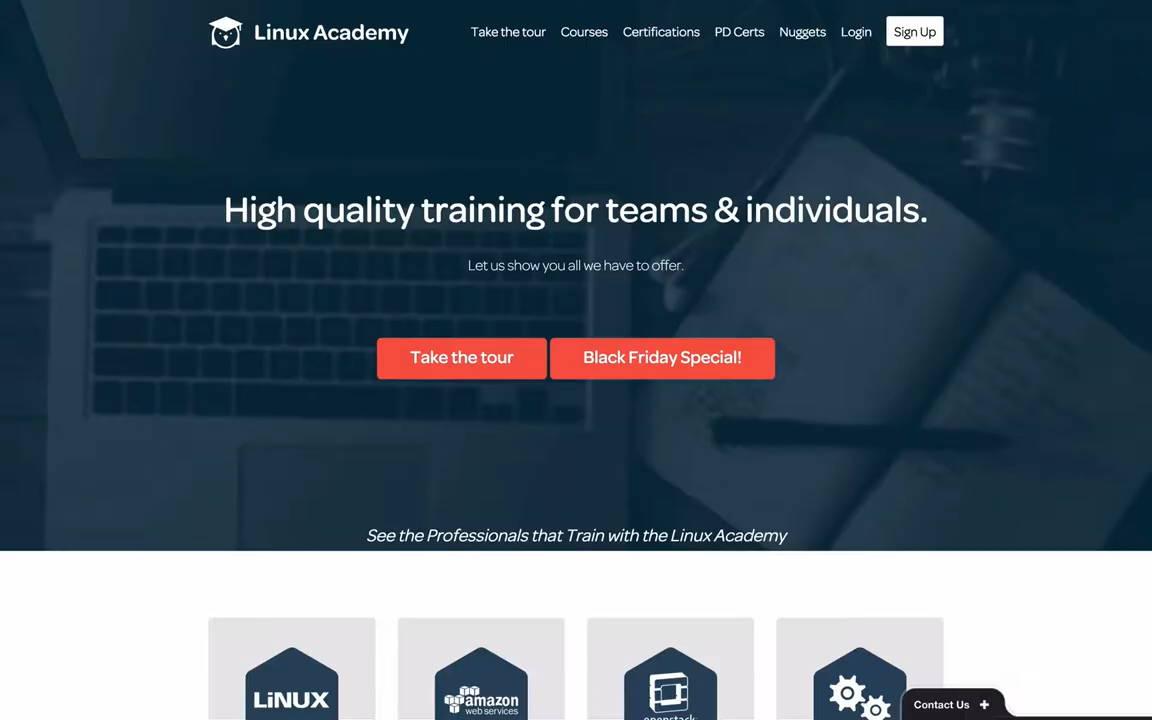 Linux Academy
Take the tour
Courses
Certifications
PD Certs
Nuggets
Login
Sign Up
High quality training for teams & individuals.
Let us show you all we have to offer.
Take the tour
Black Friday Special!
See the Professionals that Train with the Linux Academy
LiNUX
amazon
web services
openstack
Contact Us +